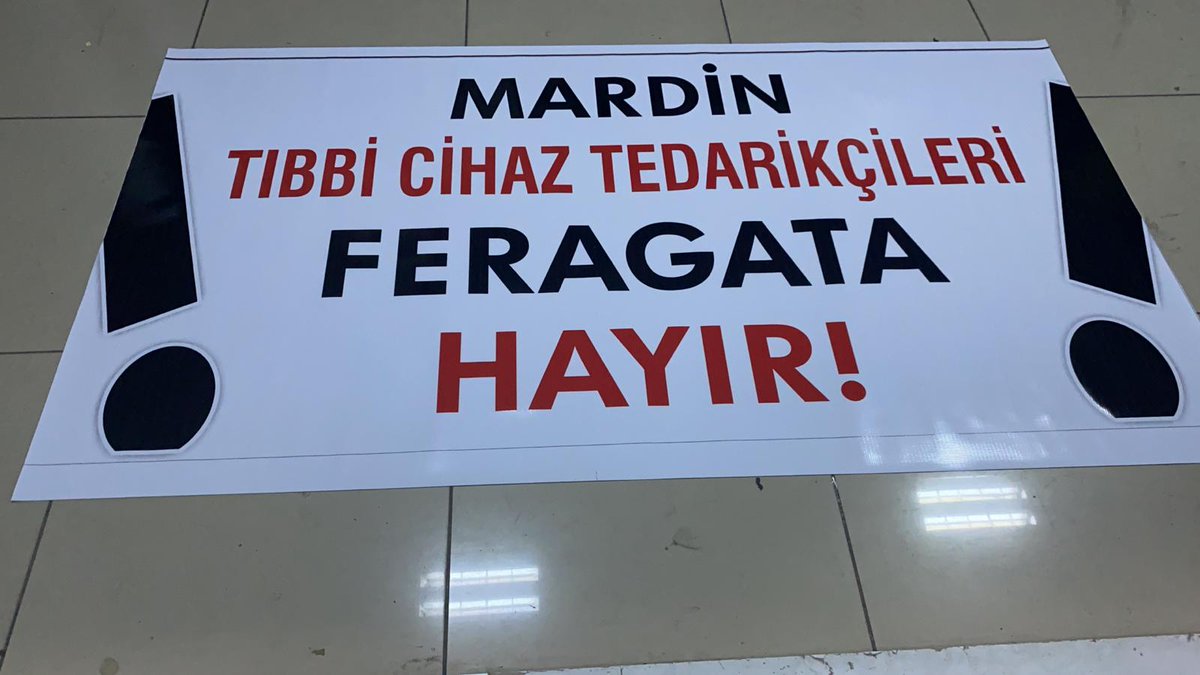 MARDİN
TIBBİ CİHAZ TEDARİKÇİLERİ
FERAGATA
HAYIR!